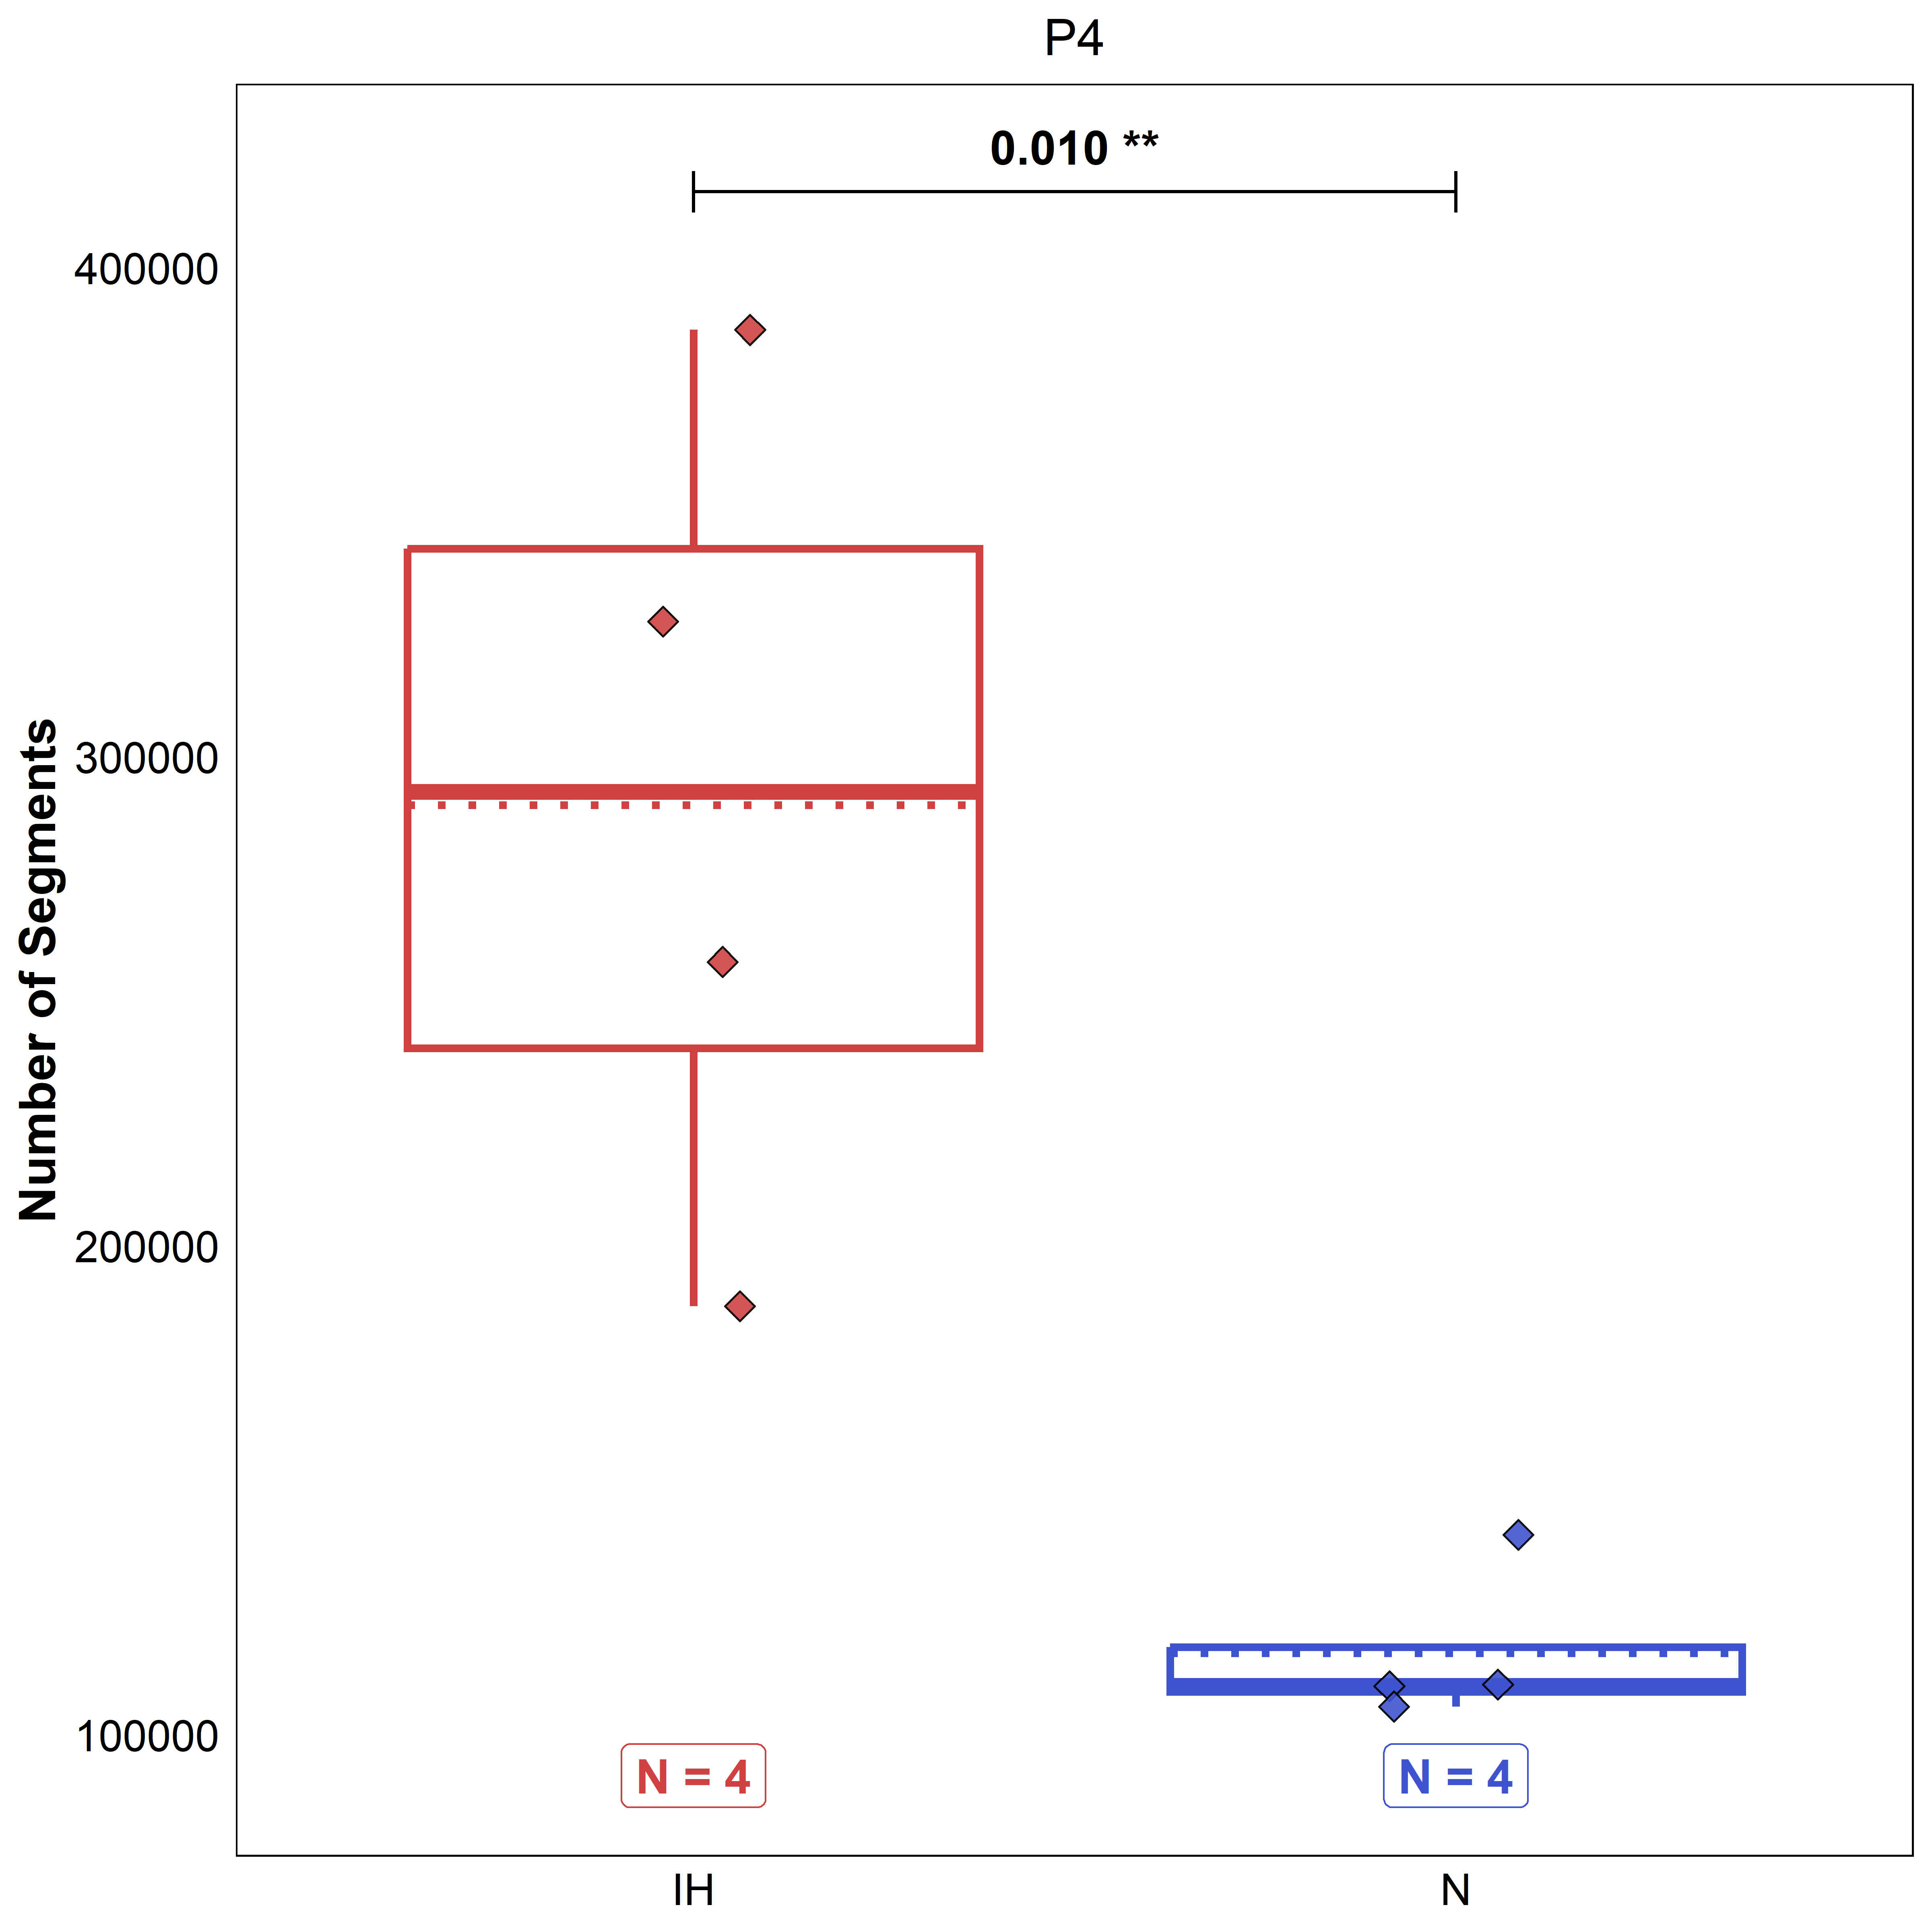 P4
0.010 **
400000
300000
200000
100000
Number of Segments
N = 4
N = 4
IH
N